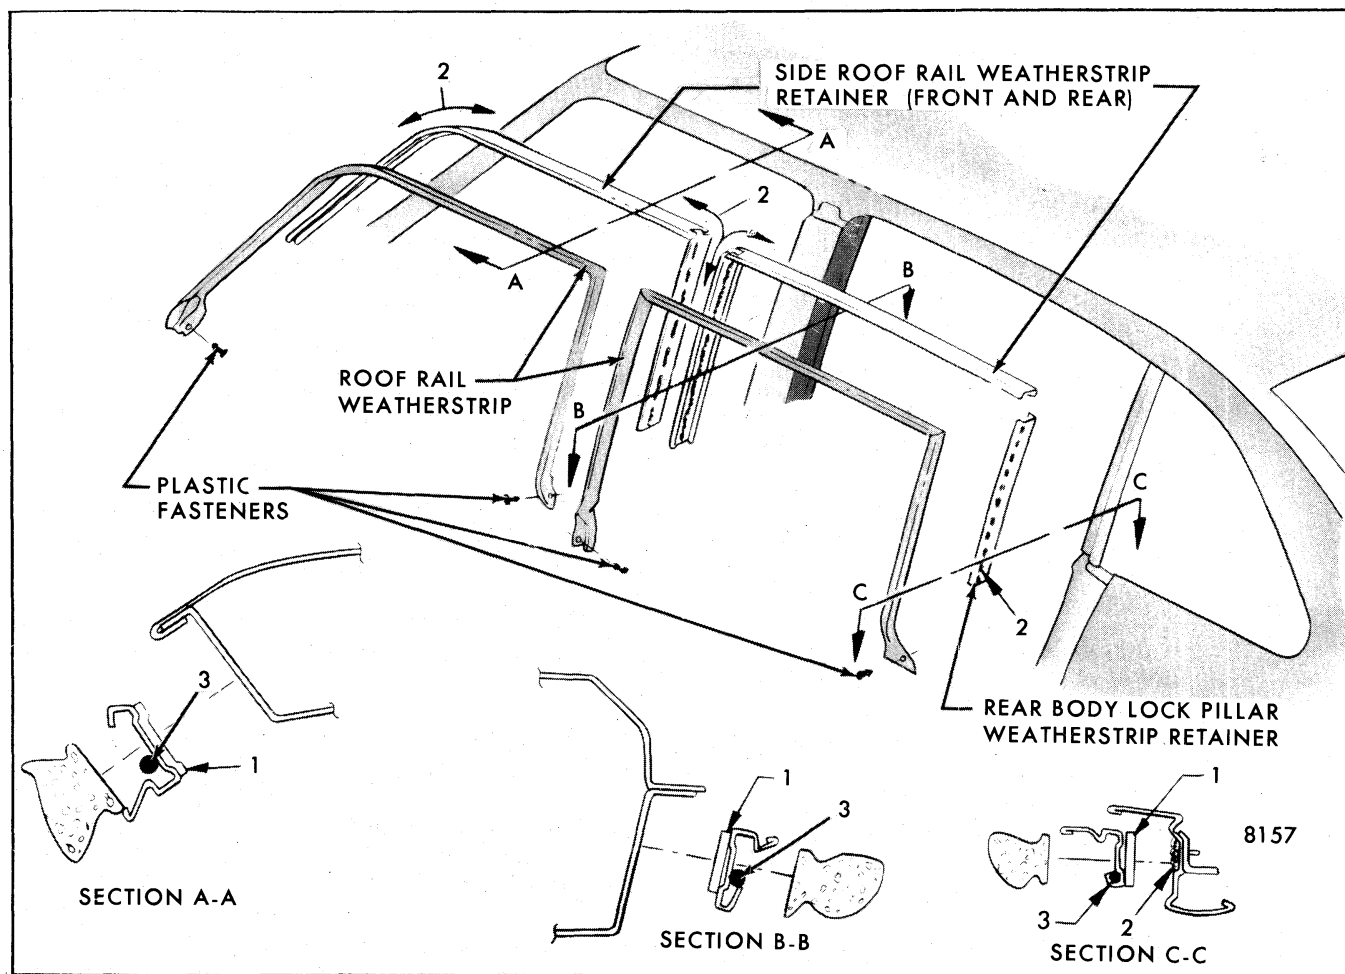 2
SIDE ROOF RAIL WEATHERSTRIP
RETAINER (FRONT AND REAR)
A
2
A
B
ROOF RAIL
WEATHERSTRIP
B
PLASTIC
FASTENERS
C
C
2
3
1
REAR BODY LOCK PILLAR
WEATHERSTRIP RETAINER
1
3
1
8157
3
2
SECTION A-A
SECTION B-B
SECTION C-C